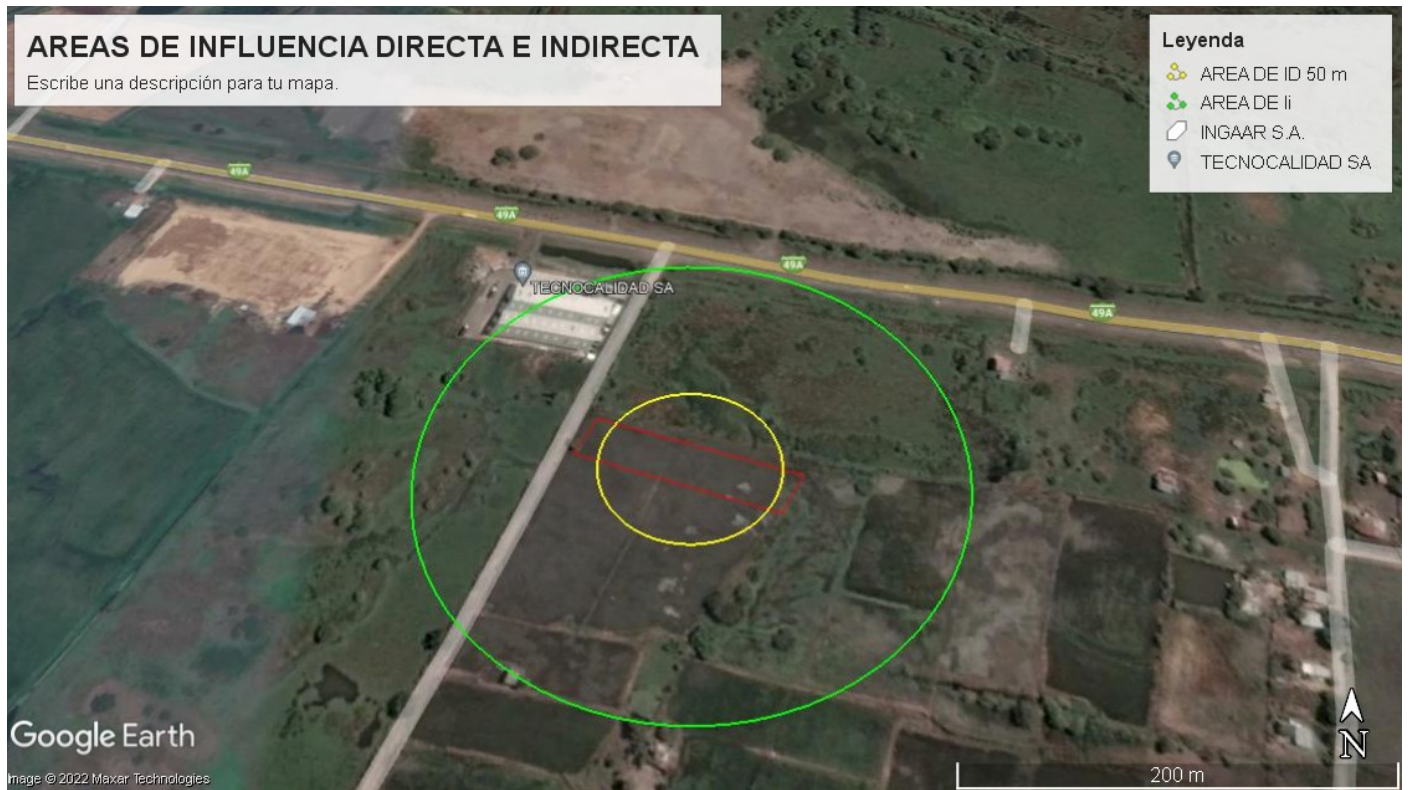 AREAS DE INFLUENCIA DIRECTA E INDIRECTA
Escribe una descripción para tu mapa.
Leyenda
AREA DE ID 50 m
AREA DE Ii
INGAAR S.A.
TECNOCALIDAD SA
49A
49A
49A
49A
TECNOCALIDAD SA
Google Earth
N
Image © 2022 Maxar Technologies
200 m